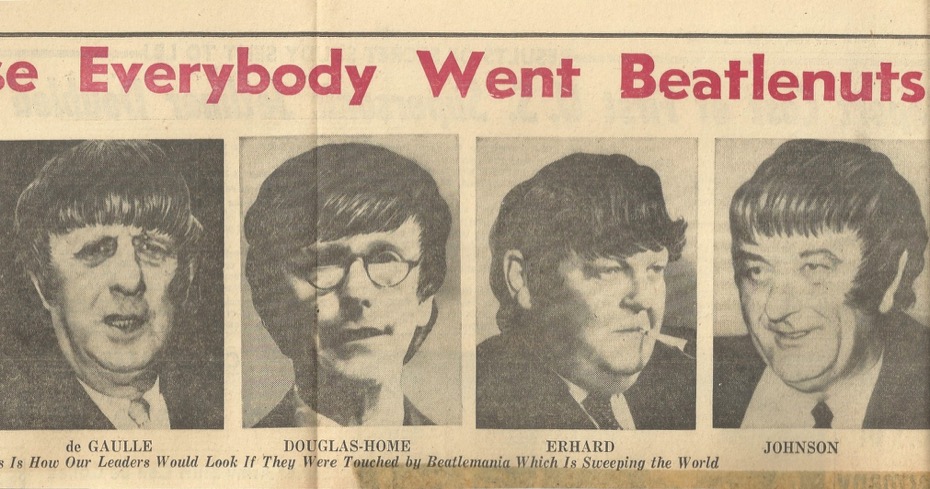 se Everybody Went Beatlenuts
de GAULLE DOUGLAS-HOME ERHARD JOHNSON
s Is How Our Leaders Would Look If They Were Touched by Beatlemania Which Is Sweeping the World